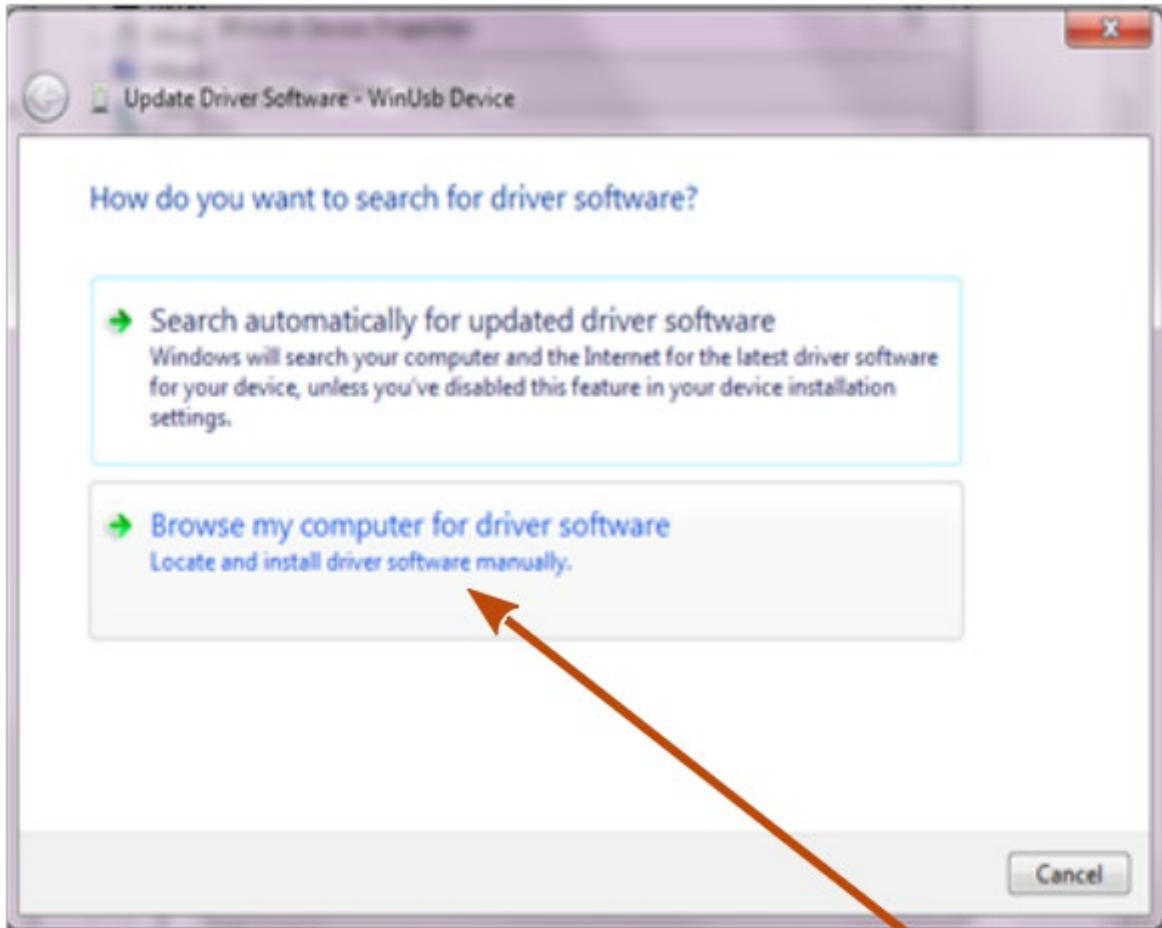 Update Driver Software - WinUsb Device
How do you want to search for driver software?
Search automatically for updated driver software
Windows will search your computer and the Internet for the latest driver software
for your device, unless you've disabled this feature in your device installation
settings.
Browse my computer for driver software
Locate and install driver software manually.
Cancel